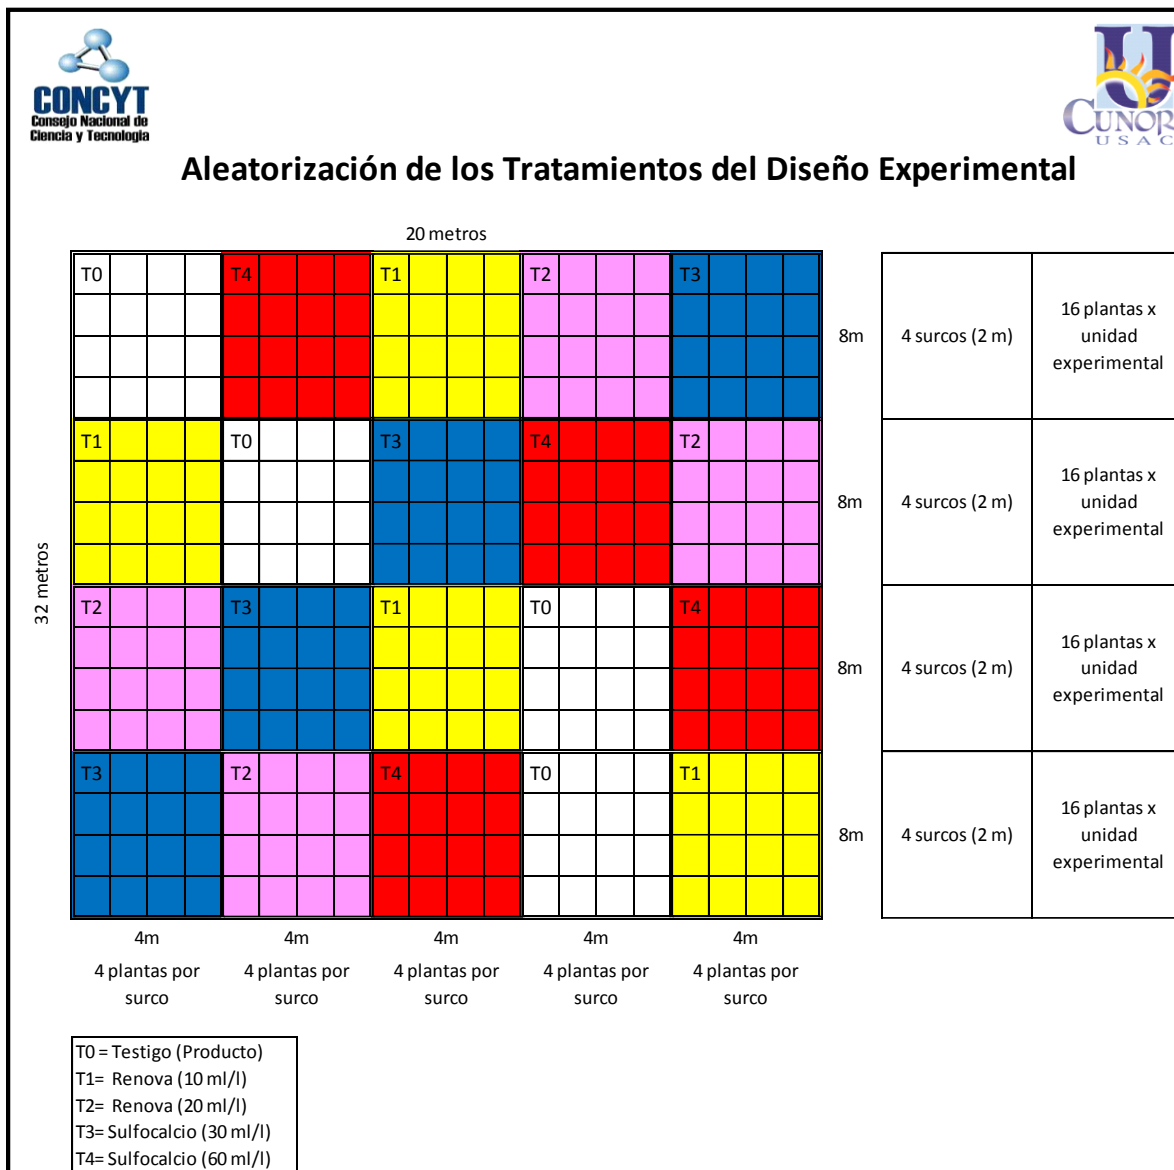 CONCYT
Consejo Nacional de
Ciencia y Tecnología
CUNOR
USAC
Aleatorización de los Tratamientos del Diseño Experimental
20 metros
32 metros
T0 T4 T1 T2 T3
8m
4 surcos (2 m)
16 plantas x
unidad
experimental
T1 T0 T3 T4 T2
8m
4 surcos (2 m)
16 plantas x
unidad
experimental
T2 T3 T1 T0 T4
8m
4 surcos (2 m)
16 plantas x
unidad
experimental
T3 T2 T4 T0 T1
8m
4 surcos (2 m)
16 plantas x
unidad
experimental
4m 4m 4m 4m 4m
4 plantas por 4 plantas por 4 plantas por 4 plantas por 4 plantas por
surco surco surco surco surco
T0 = Testigo (Producto)
T1= Renova (10 ml/l)
T2= Renova (20 ml/l)
T3= Sulfocalcio (30 ml/l)
T4= Sulfocalcio (60 ml/l)